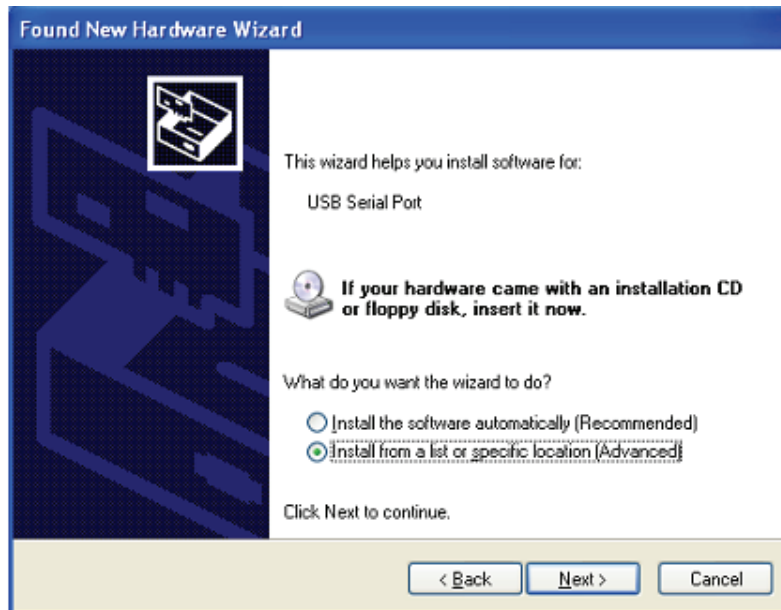 Found New Hardware Wizard
This wizard helps you install software for:
USB Serial Port
If your hardware came with an installation CD
or floppy disk, insert it now.
What do you want the wizard to do?
Install the software automatically (Recommended)
Install from a list or specific location (Advanced)
Click Next to continue.
< Back
Next >
Cancel